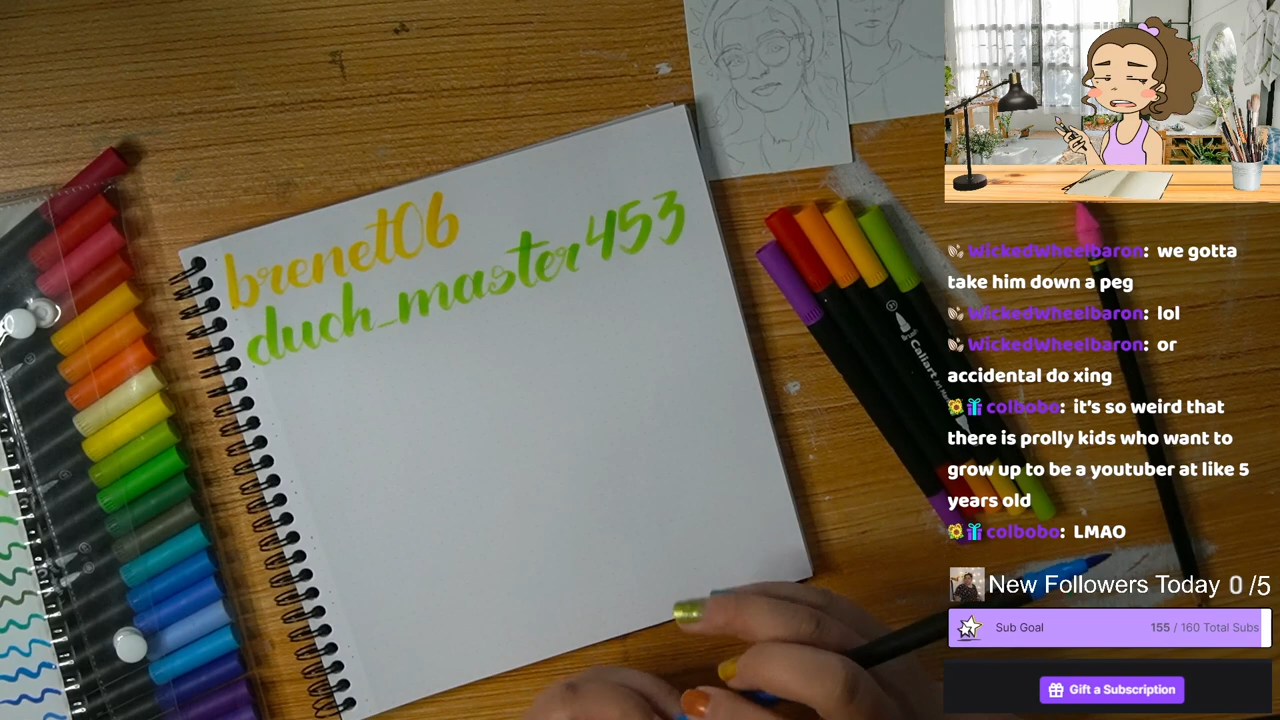 brenet06
duch_master453
Caliart
WickedWheelbaron: we gotta
take him down a peg
WickedWheelbaron: lol
WickedWheelbaron: or
accidental do xing
colbobo: it's so weird that
there is prolly kids who want to
grow up to be a youtuber at like 5
years old
colbobo: LMAO
New Followers Today 0 /5
Sub Goal 155 / 160 Total Subs
Gift a Subscription